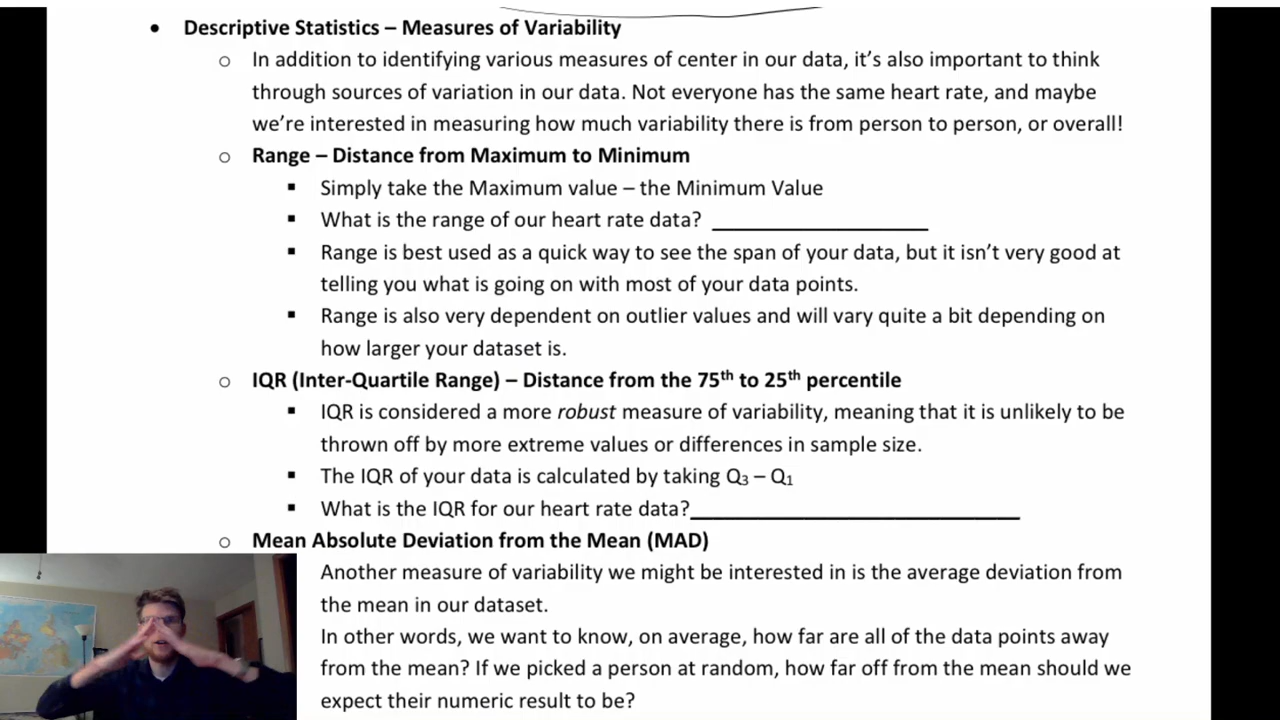 • Descriptive Statistics – Measures of Variability
o In addition to identifying various measures of center in our data, it’s also important to think
through sources of variation in our data. Not everyone has the same heart rate, and maybe
we’re interested in measuring how much variability there is from person to person, or overall!
o Range – Distance from Maximum to Minimum
▪ Simply take the Maximum value – the Minimum Value
▪ What is the range of our heart rate data? ____________________
▪ Range is best used as a quick way to see the span of your data, but it isn’t very good at
telling you what is going on with most of your data points.
▪ Range is also very dependent on outlier values and will vary quite a bit depending on
how larger your dataset is.
o IQR (Inter-Quartile Range) – Distance from the 75th to 25th percentile
▪ IQR is considered a more robust measure of variability, meaning that it is unlikely to be
thrown off by more extreme values or differences in sample size.
▪ The IQR of your data is calculated by taking Q3 – Q1
▪ What is the IQR for our heart rate data?______________________________
o Mean Absolute Deviation from the Mean (MAD)
Another measure of variability we might be interested in is the average deviation from
the mean in our dataset.
In other words, we want to know, on average, how far are all of the data points away
from the mean? If we picked a person at random, how far off from the mean should we
expect their numeric result to be?